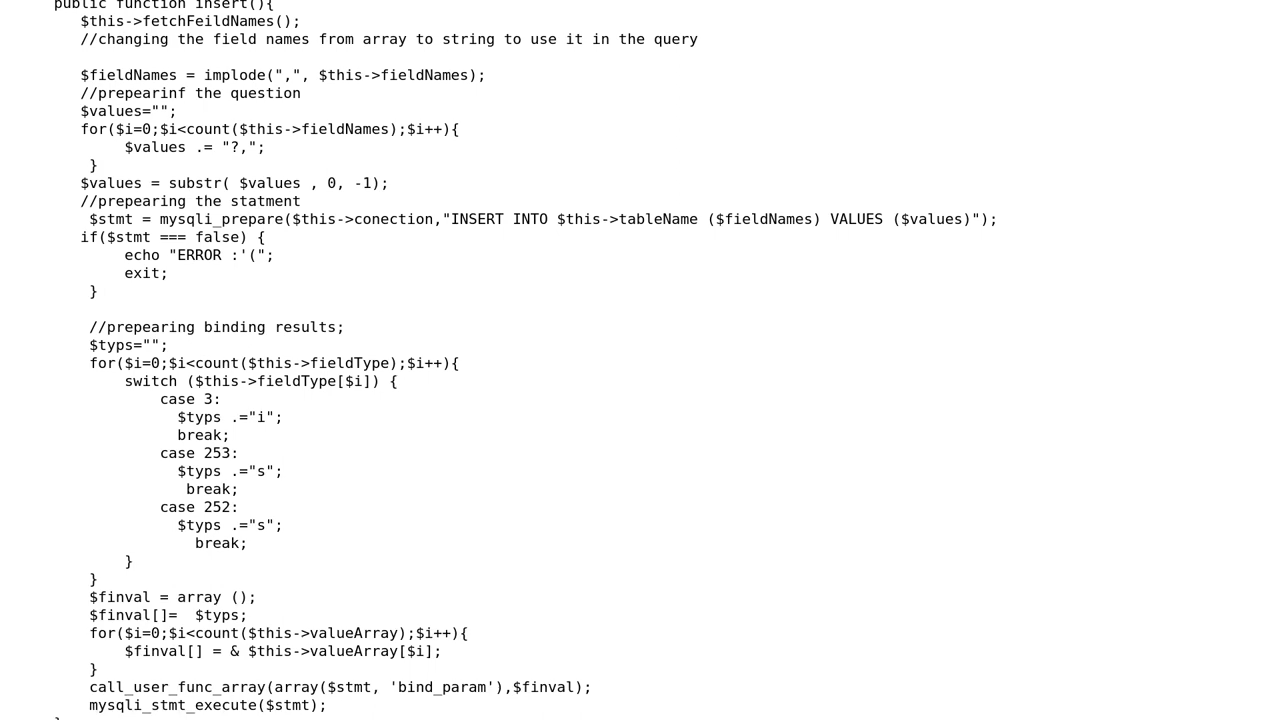 public function insert(){
$this->fetchFeildNames();
//changing the field names from array to string to use it in the query
$fieldNames = implode(",", $this->fieldNames);
//prepearinf the question
$values="";
for($i=0;$i<count($this->fieldNames);$i++){
$values .= "?,";
}
$values = substr( $values , 0, -1);
//prepearing the statment
$stmt = mysqli_prepare($this->conection,"INSERT INTO $this->tableName ($fieldNames) VALUES ($values)");
if($stmt === false) {
echo "ERROR :'(";
exit;
}
//prepearing binding results;
$typs="";
for($i=0;$i<count($this->fieldType);$i++){
switch ($this->fieldType[$i]) {
case 3:
$typs .="i";
break;
case 253:
$typs .="s";
break;
case 252:
$typs .="s";
break;
}
}
$finval = array ();
$finval[]=  $typs;
for($i=0;$i<count($this->valueArray);$i++){
$finval[] = & $this->valueArray[$i];
}
call_user_func_array(array($stmt, 'bind_param'),$finval);
mysqli_stmt_execute($stmt);
}